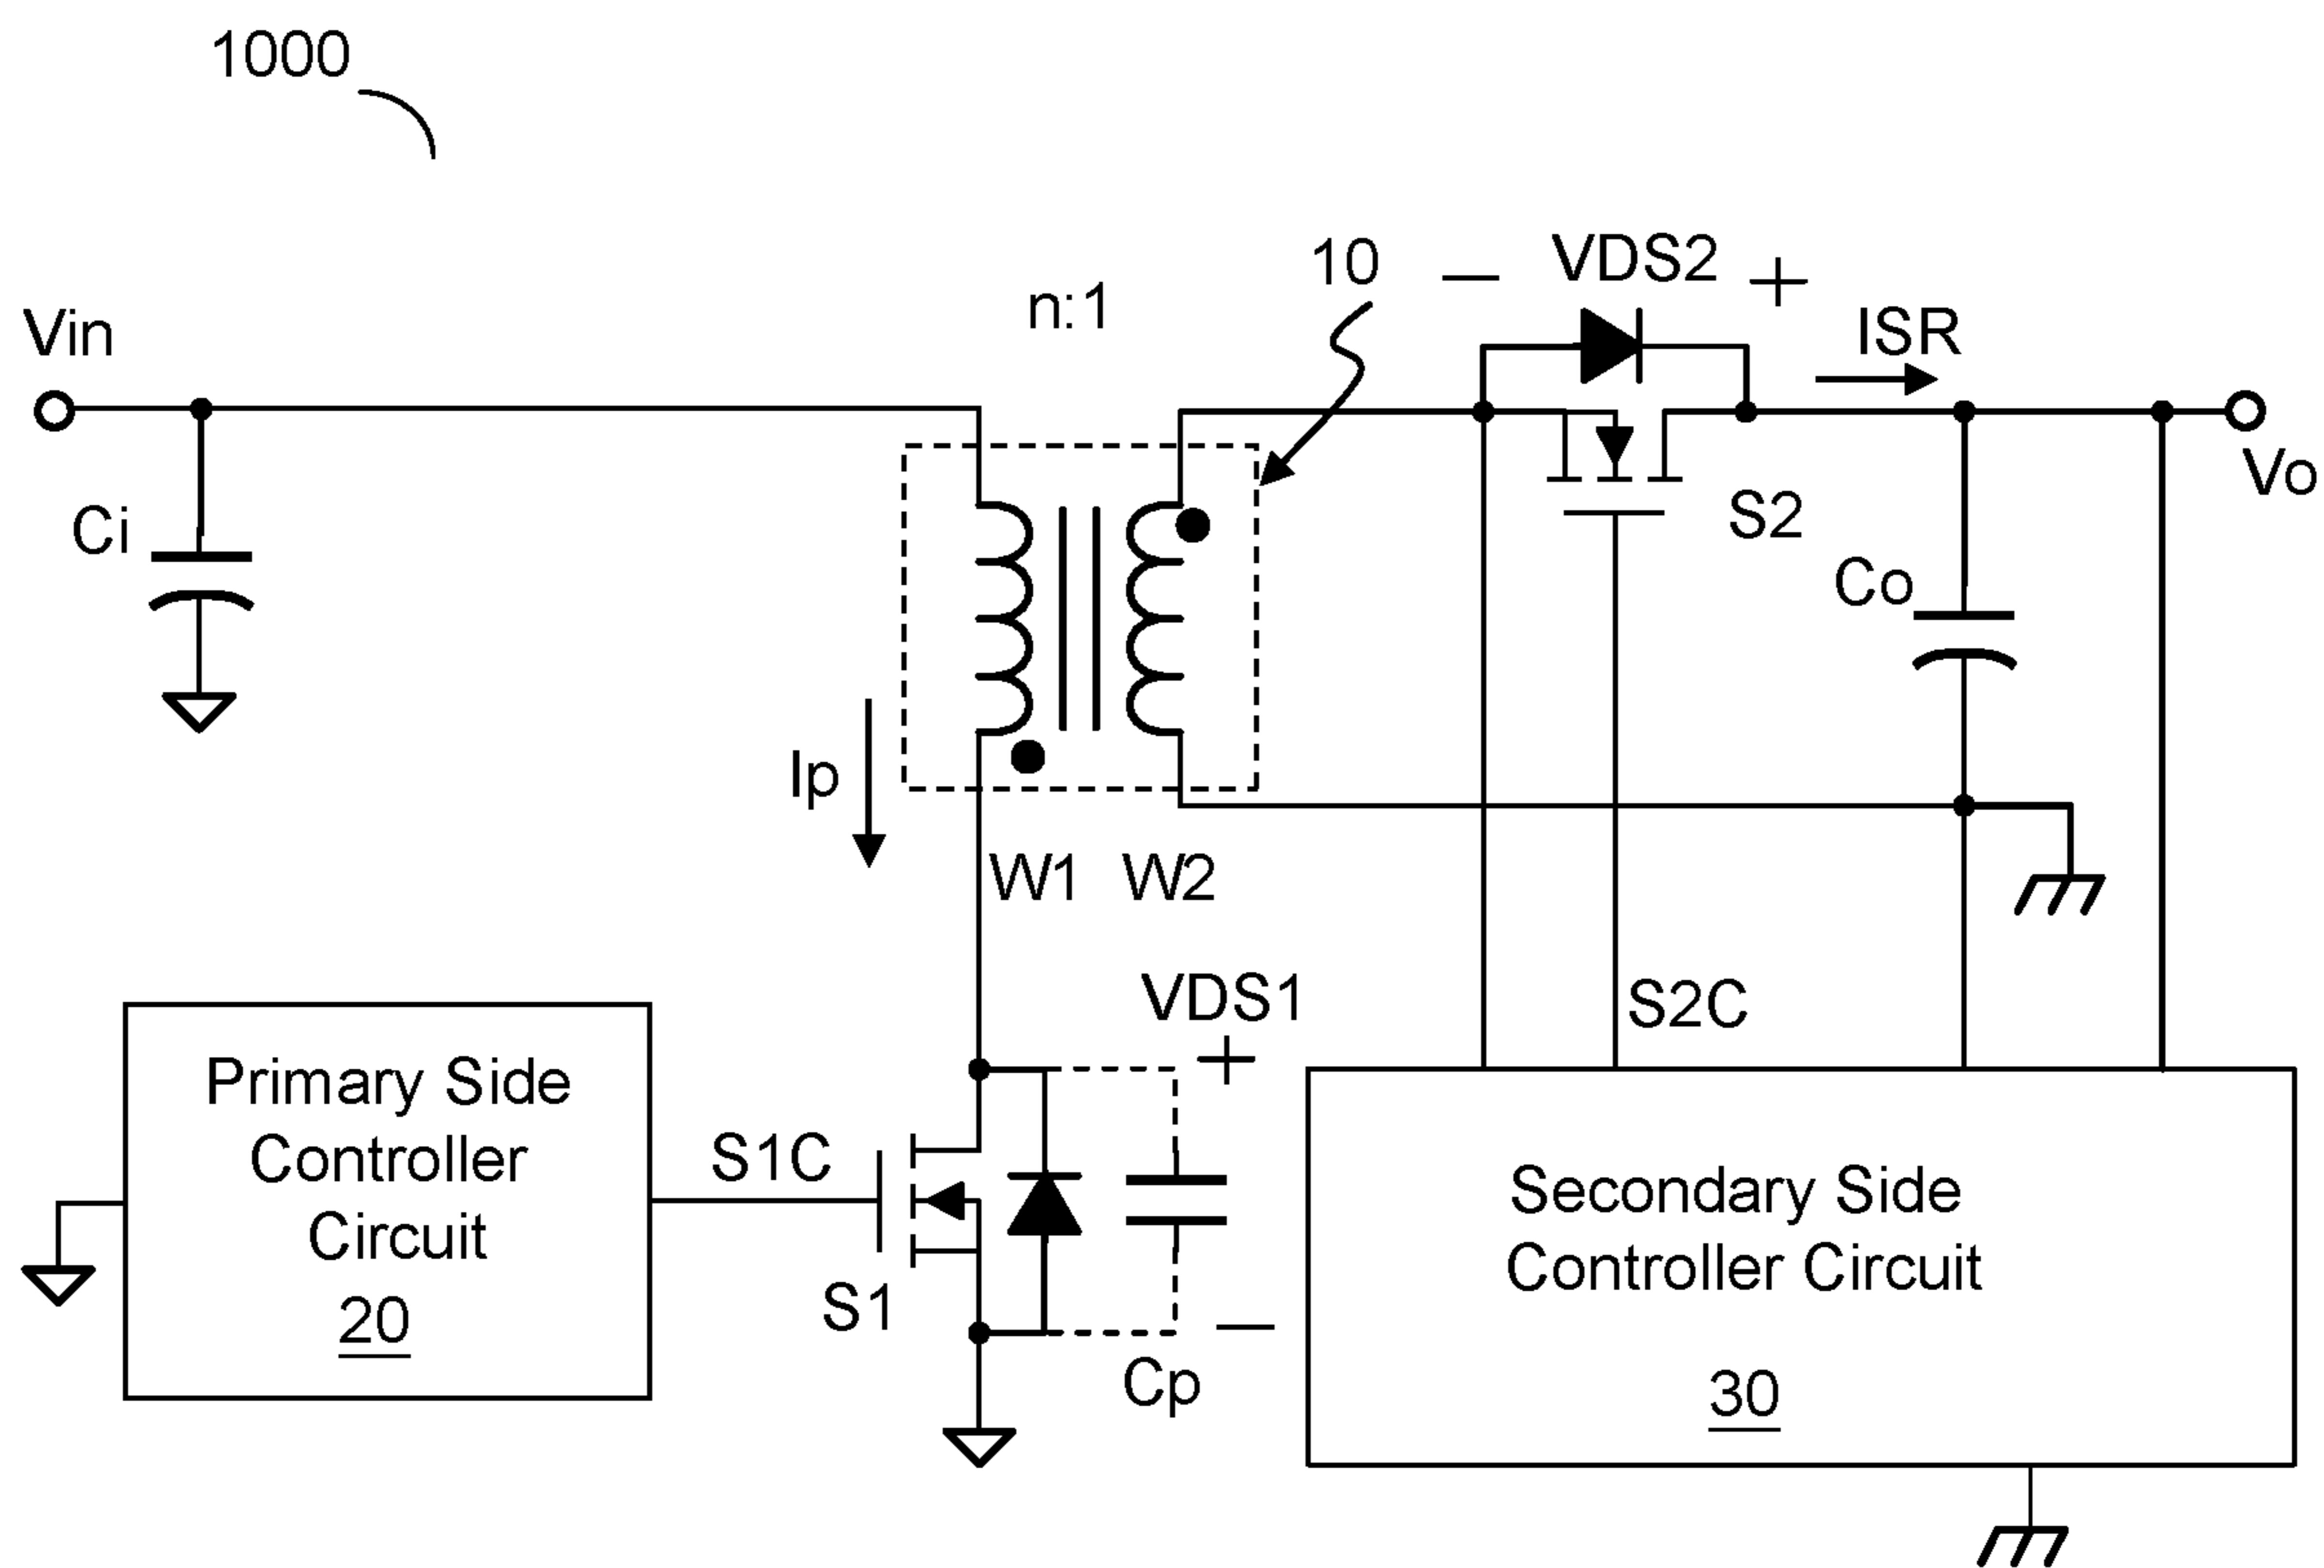 1000
10
VDS2
n:1
− +
Vin
ISR
Vo
Ci
S2
Co
Ip
W1
W2
VDS1
+
S2C
Primary Side
Controller
Circuit
20
S1C
S1
−
Cp
Secondary Side
Controller Circuit
30